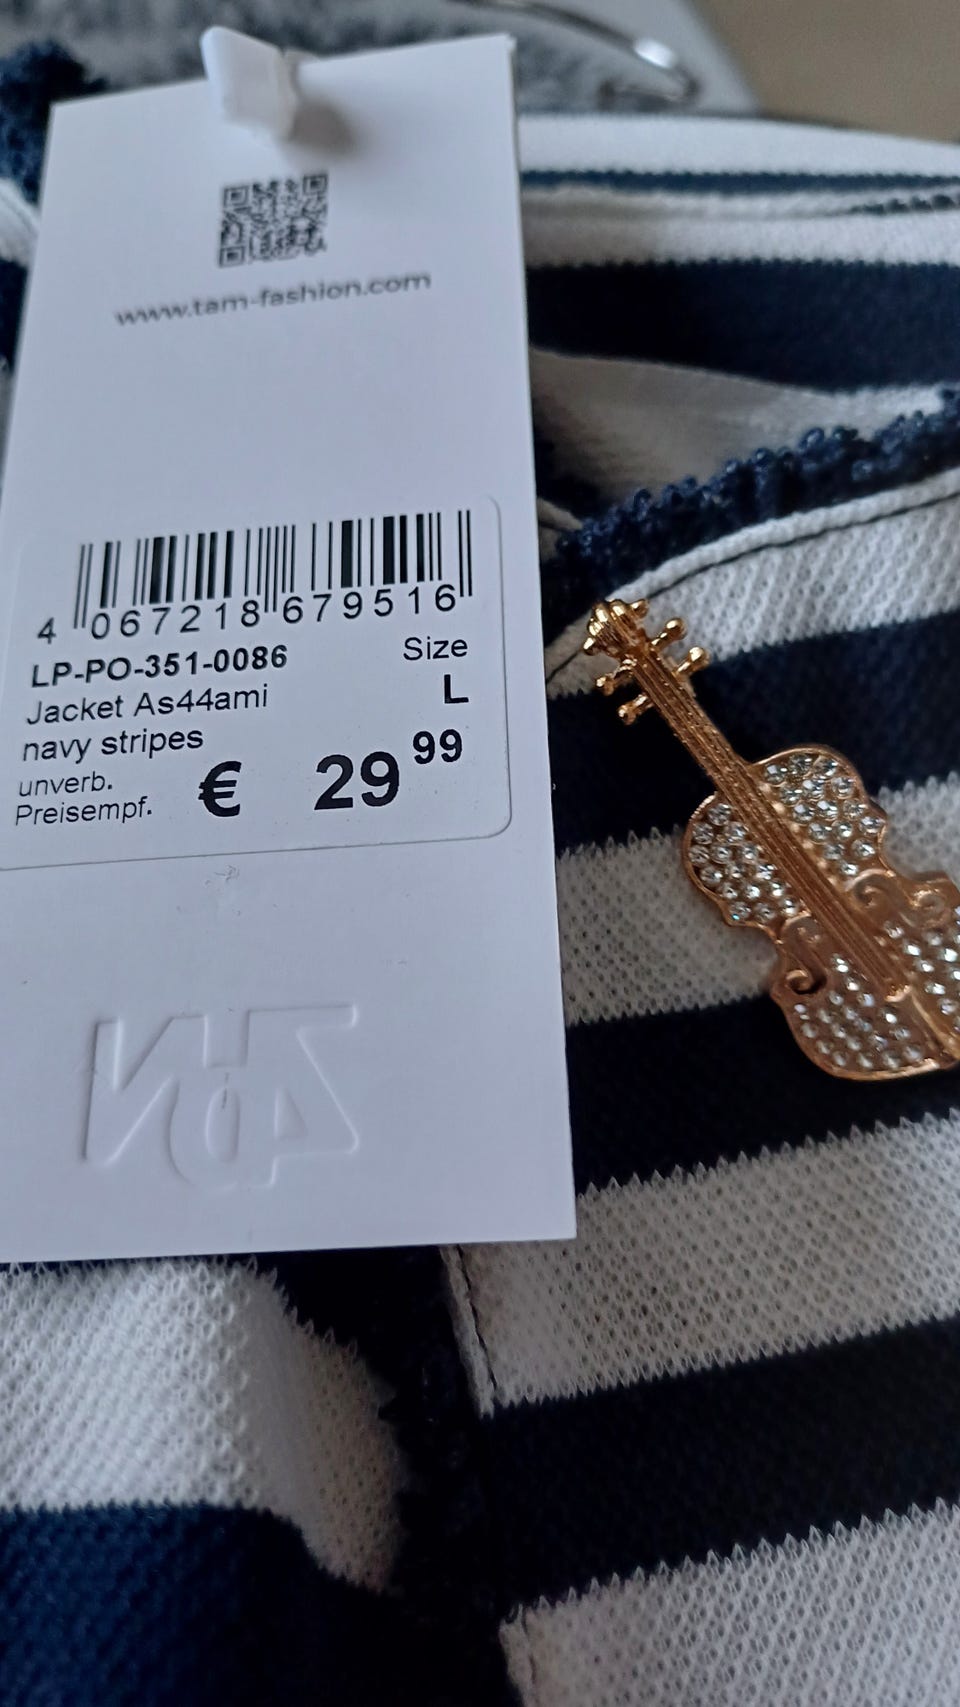 www.tam-fashion.com
4 067218 679516
LP-PO-351-0086
Size
Jacket As44ami
L
navy stripes
unverb.
Preisempf.
€ 29 99